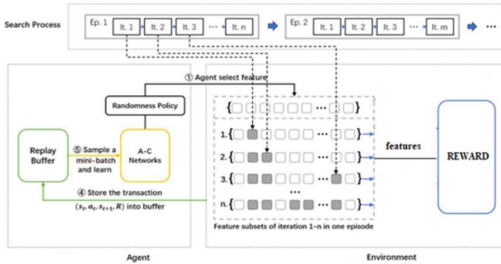 Search Process
Ep. 1
It. 1
It. 2
It. 3
...
It. n
Ep. 2
It. 1
It. 2
It. 3
...
It. m
...
① Agent select feature
Randomness Policy
Replay
Buffer
⑤ Sample a
mini-batch
and learn
A-C
Networks
④ Store the transaction
(sₜ, aₜ, sₜ₊₁, R) into buffer
{ ... }
1. { ... }
2. { ... }
3. { ... }
...
n. { ... }
Feature subsets of iteration 1-n in one episode
features
REWARD
Agent
Environment